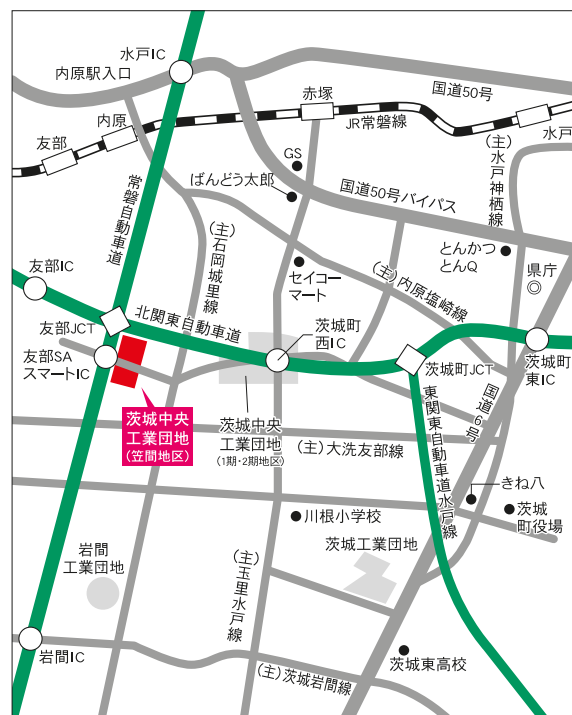 水戸IC
内原駅入口
国道50号
赤塚
内原
友部
JR常磐線
水戸
(主)水戸神栖線
GS
ばんどう太郎
国道50号バイパス
常磐自動車道
(主)石岡城里線
とんかつ
とんQ
県庁
友部IC
セイコー
マート
(主)内原塩崎線
北関東自動車道
友部JCT
茨城町
西IC
友部SA
スマートIC
茨城町JCT
茨城町
東IC
茨城中央
工業団地
(笠間地区)
茨城中央
工業団地
(1期・2期地区)
国道6号
東関東自動車道水戸線
(主)大洗友部線
きね八
茨城
町役場
川根小学校
茨城工業団地
岩間
工業団地
(主)玉里水戸線
岩間IC
茨城東高校
(主)茨城岩間線